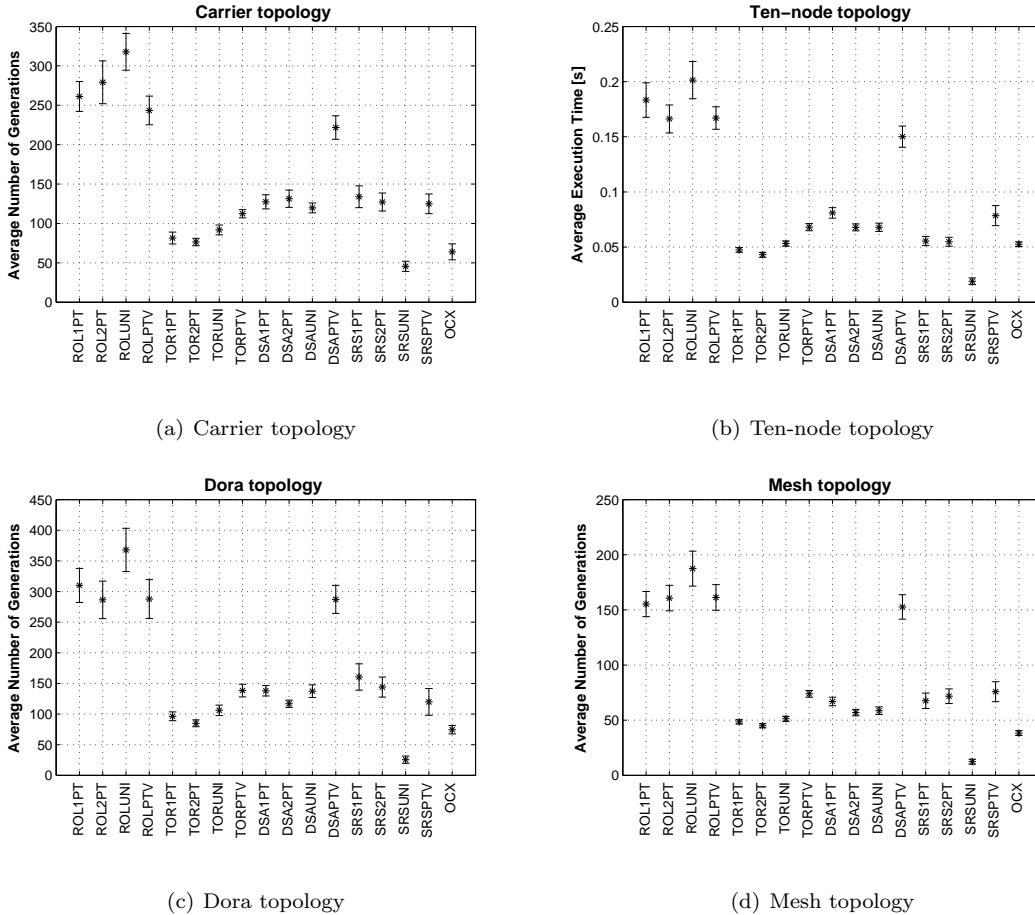 Carrier topology
Average Number of Generations
350
300
250
200
150
100
50
0
ROL1PT
ROL2PT
ROLUNI
ROLPTV
TOR1PT
TOR2PT
TORUNI
TORPTV
DSA1PT
DSA2PT
DSAUNI
DSAPTV
SRS1PT
SRS2PT
SRSUNI
SRSPTV
OCX
(a) Carrier topology
Ten−node topology
Average Execution Time [s]
0.25
0.2
0.15
0.1
0.05
0
ROL1PT
ROL2PT
ROLUNI
ROLPTV
TOR1PT
TOR2PT
TORUNI
TORPTV
DSA1PT
DSA2PT
DSAUNI
DSAPTV
SRS1PT
SRS2PT
SRSUNI
SRSPTV
OCX
(b) Ten-node topology
Dora topology
Average Number of Generations
450
400
350
300
250
200
150
100
50
0
ROL1PT
ROL2PT
ROLUNI
ROLPTV
TOR1PT
TOR2PT
TORUNI
TORPTV
DSA1PT
DSA2PT
DSAUNI
DSAPTV
SRS1PT
SRS2PT
SRSUNI
SRSPTV
OCX
(c) Dora topology
Mesh topology
Average Number of Generations
250
200
150
100
50
0
ROL1PT
ROL2PT
ROLUNI
ROLPTV
TOR1PT
TOR2PT
TORUNI
TORPTV
DSA1PT
DSA2PT
DSAUNI
DSAPTV
SRS1PT
SRS2PT
SRSUNI
SRSPTV
OCX
(d) Mesh topology